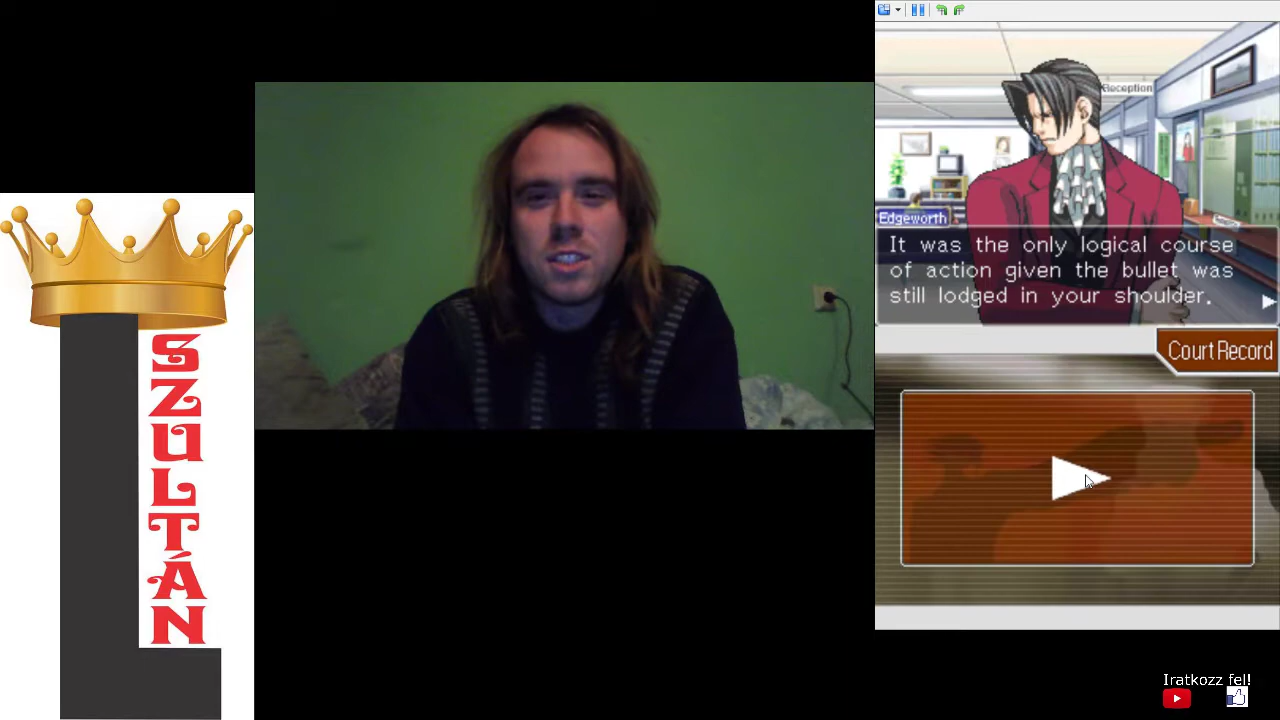 SZULTÁN
L
Reception
Edgeworth
It was the only logical course
of action given the bullet was
still lodged in your shoulder.
Court Record
Iratkozz fel!